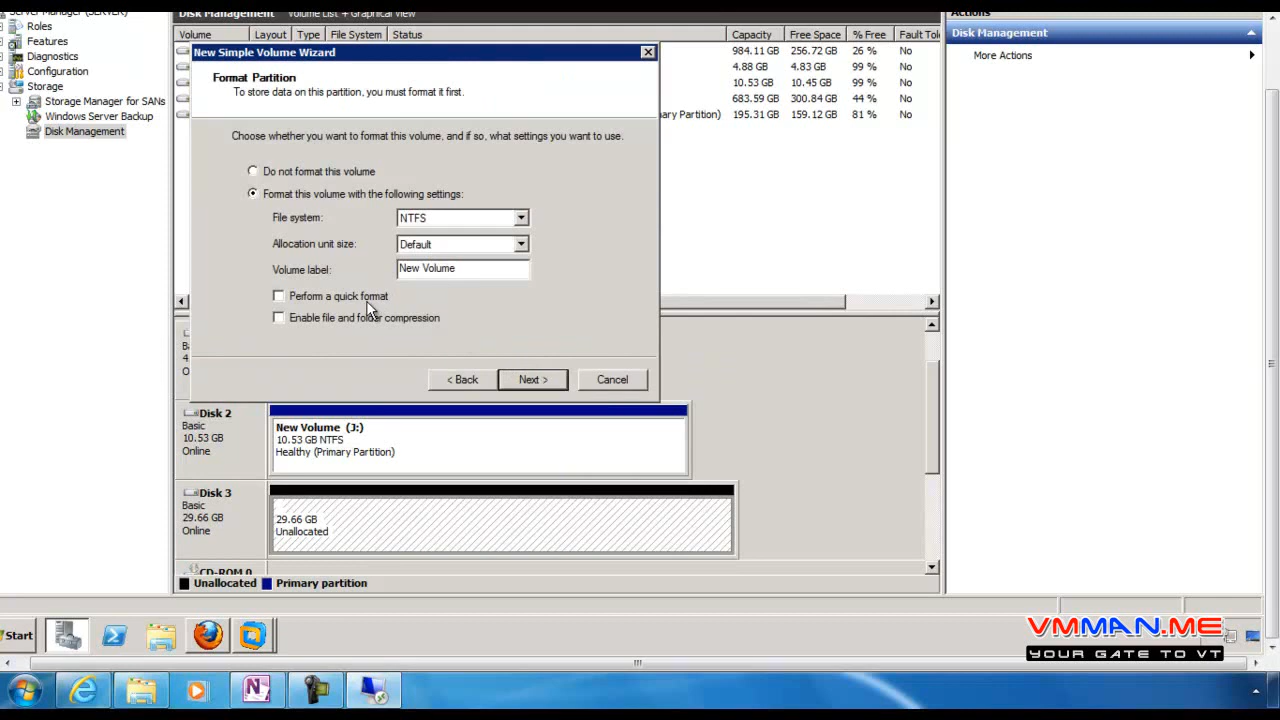 Server Manager (SERVER)
Roles
Features
Diagnostics
Configuration
Storage
Storage Manager for SANs
Windows Server Backup
Disk Management
Disk Management Volume List + Graphical View
Volume Layout Type File System Status Capacity Free Space % Free Fault Tol
984.11 GB 256.72 GB 26 % No
4.88 GB 4.83 GB 99 % No
10.53 GB 10.45 GB 99 % No
683.59 GB 300.84 GB 44 % No
ary Partition) 195.31 GB 159.12 GB 81 % No
New Simple Volume Wizard
Format Partition
To store data on this partition, you must format it first.
Choose whether you want to format this volume, and if so, what settings you want to use.
Do not format this volume
Format this volume with the following settings:
File system: NTFS
Allocation unit size: Default
Volume label: New Volume
Perform a quick format
Enable file and folder compression
< Back Next > Cancel
Ba
4
O
Disk 2
Basic
10.53 GB
Online
New Volume (J:)
10.53 GB NTFS
Healthy (Primary Partition)
Disk 3
Basic
29.66 GB
Online
29.66 GB
Unallocated
CD-ROM 0
Unallocated Primary partition
Actions
Disk Management
More Actions
Start
VMMAN.ME
YOUR GATE TO VT